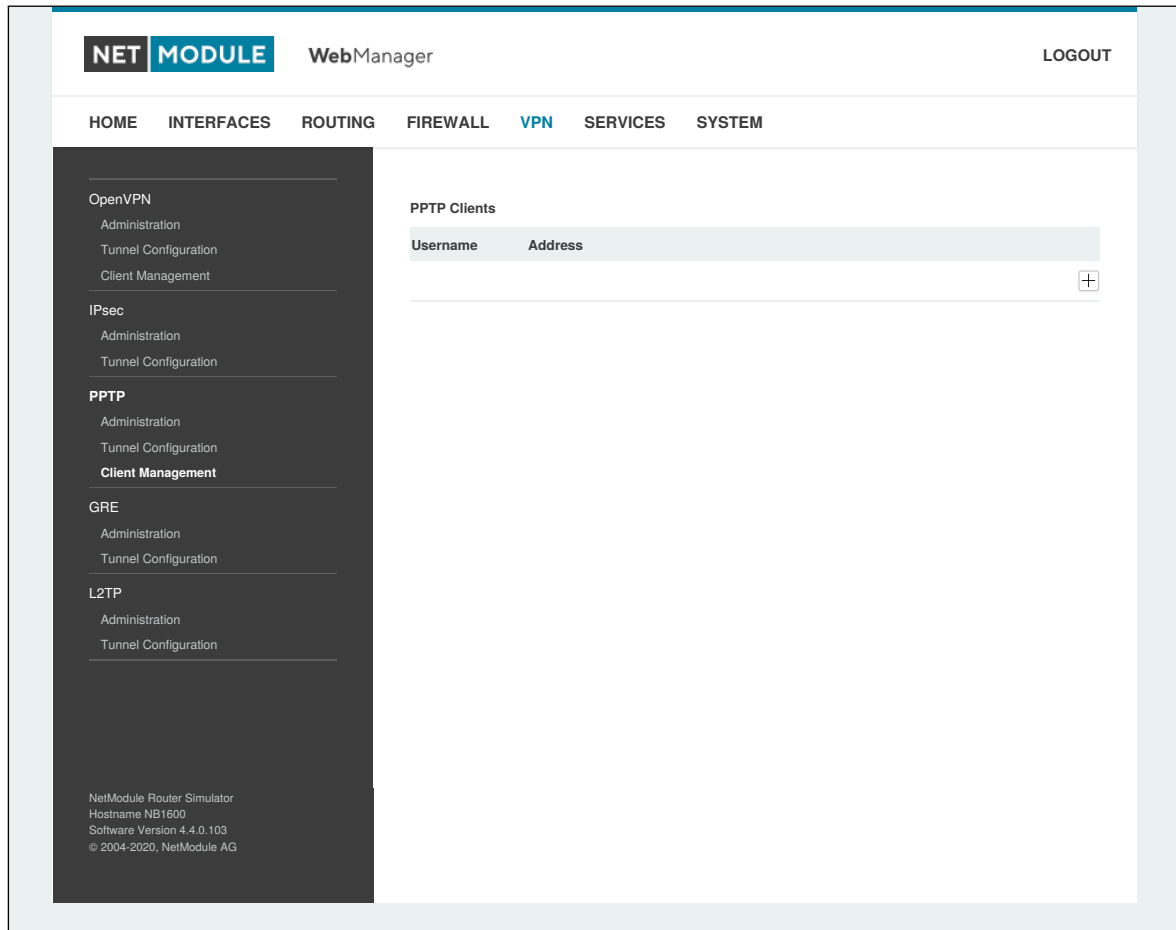 NET MODULE WebManager LOGOUT
HOME INTERFACES ROUTING FIREWALL VPN SERVICES SYSTEM
OpenVPN
Administration
Tunnel Configuration
Client Management
IPsec
Administration
Tunnel Configuration
PPTP
Administration
Tunnel Configuration
Client Management
GRE
Administration
Tunnel Configuration
L2TP
Administration
Tunnel Configuration
NetModule Router Simulator
Hostname NB1600
Software Version 4.4.0.103
© 2004-2020, NetModule AG
PPTP Clients
Username Address